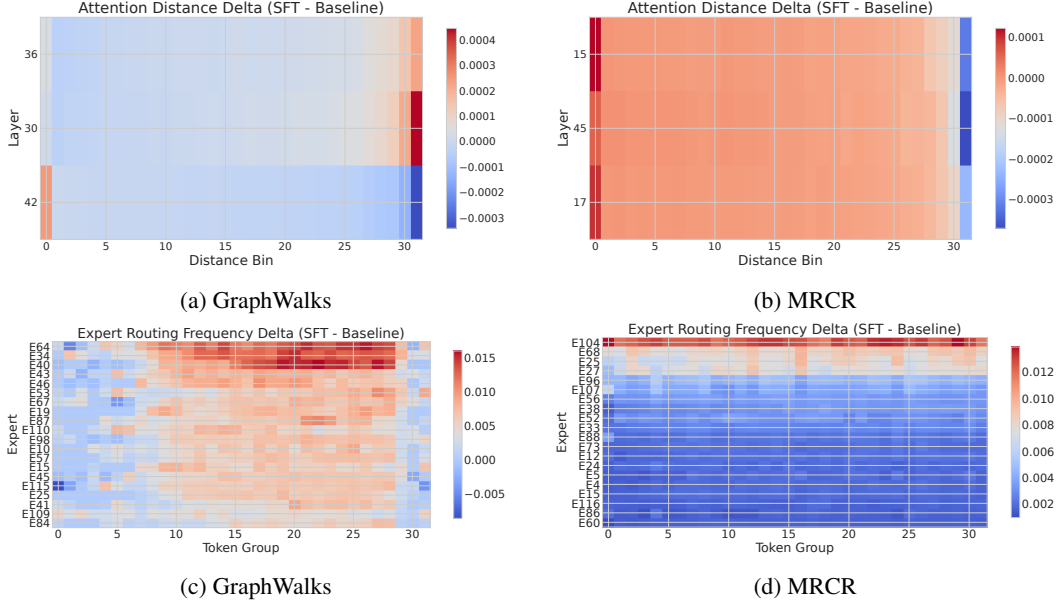 Attention Distance Delta (SFT - Baseline)
36
30
42
Layer
0 5 10 15 20 25 30
Distance Bin
0.0004
0.0003
0.0002
0.0001
0.0000
−0.0001
−0.0002
−0.0003
(a) GraphWalks
Attention Distance Delta (SFT - Baseline)
15
45
17
Layer
0 5 10 15 20 25 30
Distance Bin
0.0001
0.0000
−0.0001
−0.0002
−0.0003
(b) MRCR
Expert Routing Frequency Delta (SFT - Baseline)
E64
E34
E40
E43
E46
E53
E67
E19
E87
E110
E98
E10
E57
E15
E45
E115
E25
E41
E109
E84
Expert
0 5 10 15 20 25 30
Token Group
0.015
0.010
0.005
0.000
−0.005
(c) GraphWalks
Expert Routing Frequency Delta (SFT - Baseline)
E104
E68
E25
E27
E96
E107
E56
E38
E52
E33
E88
E73
E12
E24
E5
E4
E15
E116
E86
E60
Expert
0 5 10 15 20 25 30
Token Group
0.012
0.010
0.008
0.006
0.004
0.002
(d) MRCR